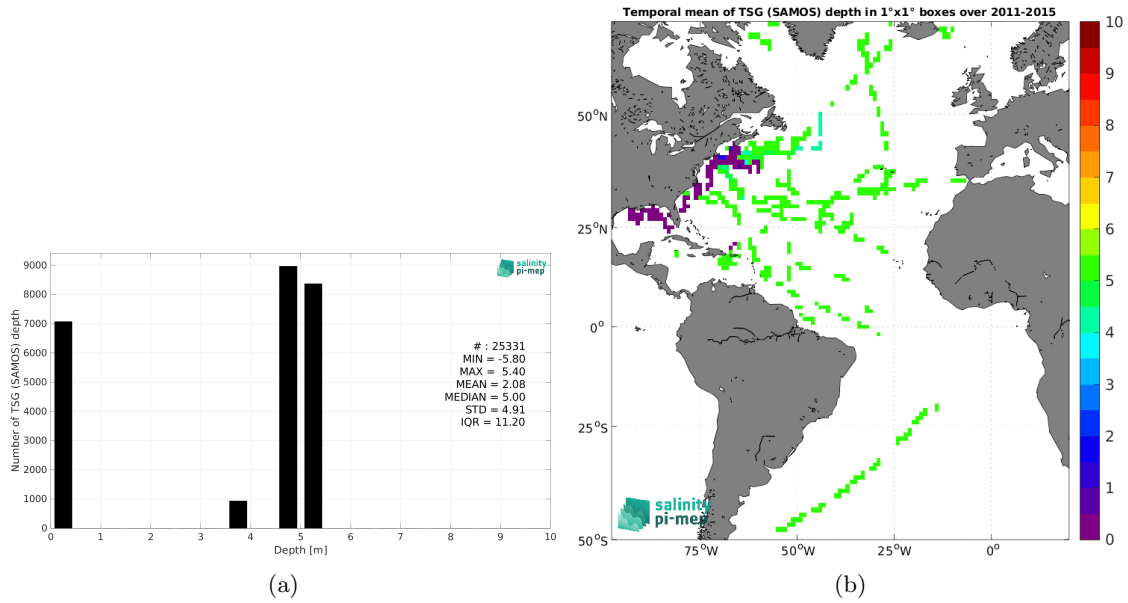 Temporal mean of TSG (SAMOS) depth in 1°x1° boxes over 2011-2015
salinity
pi-mep
# : 25331
MIN = -5.80
MAX = 5.40
MEAN = 2.08
MEDIAN = 5.00
STD = 4.91
IQR = 11.20
Number of TSG (SAMOS) depth
9000
8000
7000
6000
5000
4000
3000
2000
1000
0
0 1 2 3 4 5 6 7 8 9 10
Depth [m]
(a)
50°N
25°N
0°
25°S
50°S
75°W 50°W 25°W 0°
salinity
pi-mep
10
9
8
7
6
5
4
3
2
1
0
(b)